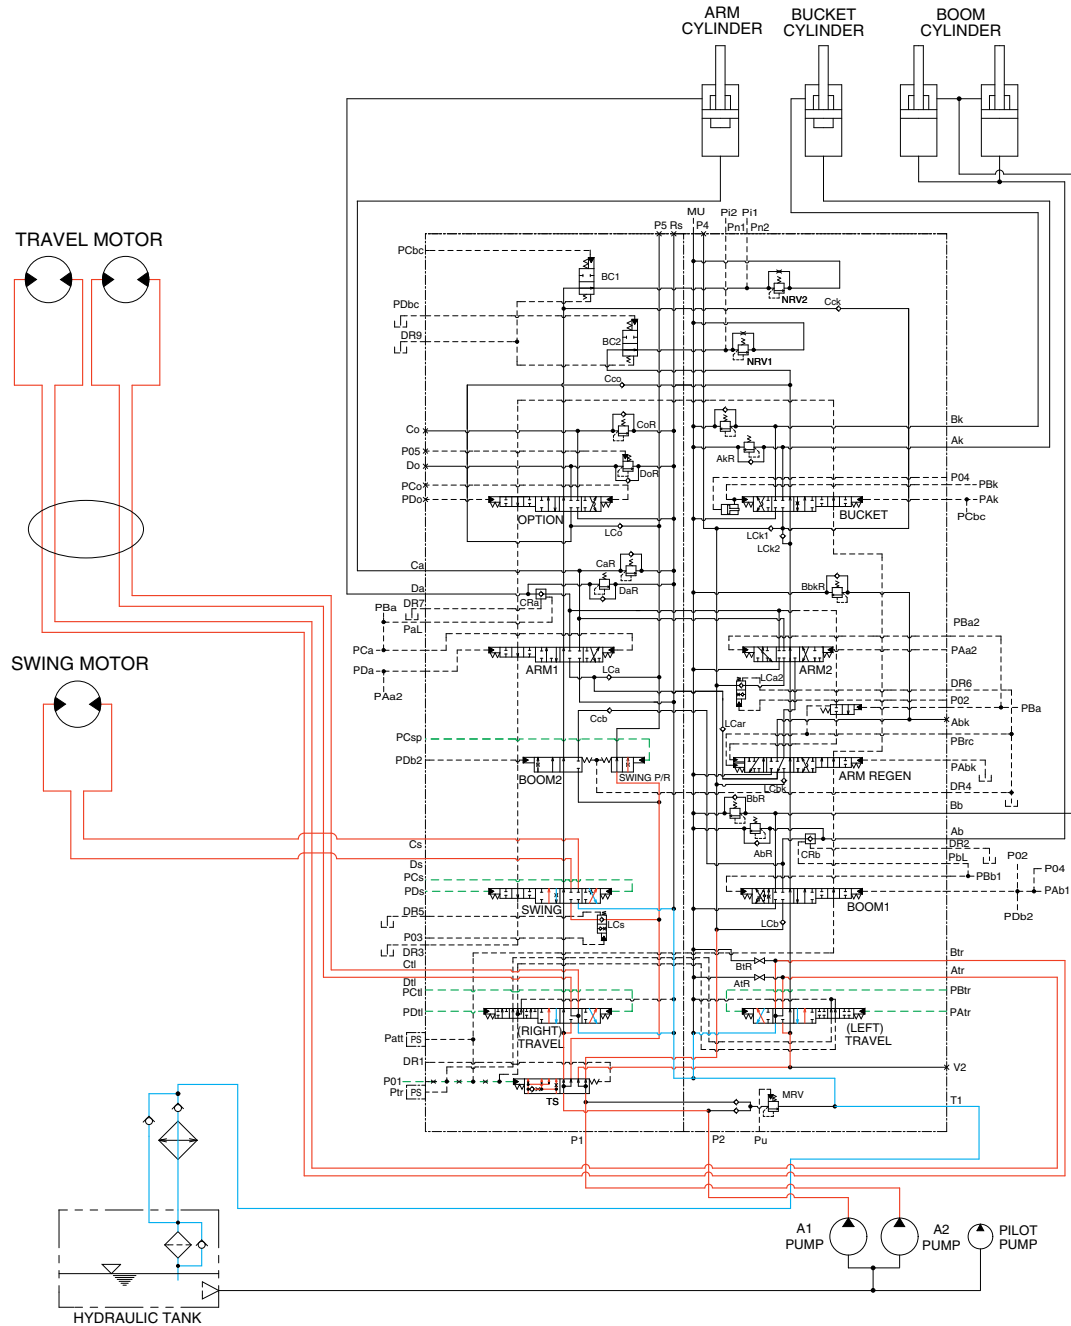 ARM
CYLINDER
BUCKET
CYLINDER
BOOM
CYLINDER
TRAVEL MOTOR
SWING MOTOR
MU
Pi2 Pi1
P5 Rs
P4
Pn1 Pn2
PCbc
BC1
NRV2
Cck
PDbc
DR9
BC2
NRV1
Cco
Co
CoR
Bk
Ak
P05
Do
DoR
AkR
PCo
PDo
P04
PBk
PAk
PCbc
OPTION
BUCKET
LCo
LCk1
LCk2
Ca
CaR
Da
DaR
BbkR
CRa
PBa
DR7
PaL
PBa2
PCa
PAa2
PDa
ARM1
ARM2
PAa2
LCa
LCa2
DR6
P02
PBa
Ccb
LCar
Abk
PCsp
PBrc
PDb2
PAbk
BOOM2
SWING P/R
ARM REGEN
LCbk
DR4
BbR
Bb
Cs
AbR
CRb
Ab
DR2
Ds
PbL
P02
PCs
PBb1
P04
PDs
PAb1
SWING
BOOM1
PDb2
DR5
LCs
LCb
P03
DR3
Btr
Ctl
BtR
Atr
Dtl
AtR
PCtl
PBtr
PDtl
PAtr
(RIGHT)
TRAVEL
(LEFT)
TRAVEL
Patt PS
DR1
P01
V2
Ptr PS
TS
MRV
T1
P1
P2
Pu
A1
PUMP
A2
PUMP
PILOT
PUMP
HYDRAULIC TANK